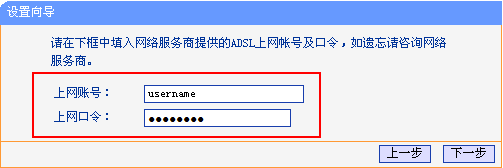 设置向导
请在下框中填入网络服务商提供的ADSL上网帐号及口令，如遗忘请咨询网络
服务商。
上网账号： username
上网口令： ●●●●●●●●
上一步 下一步